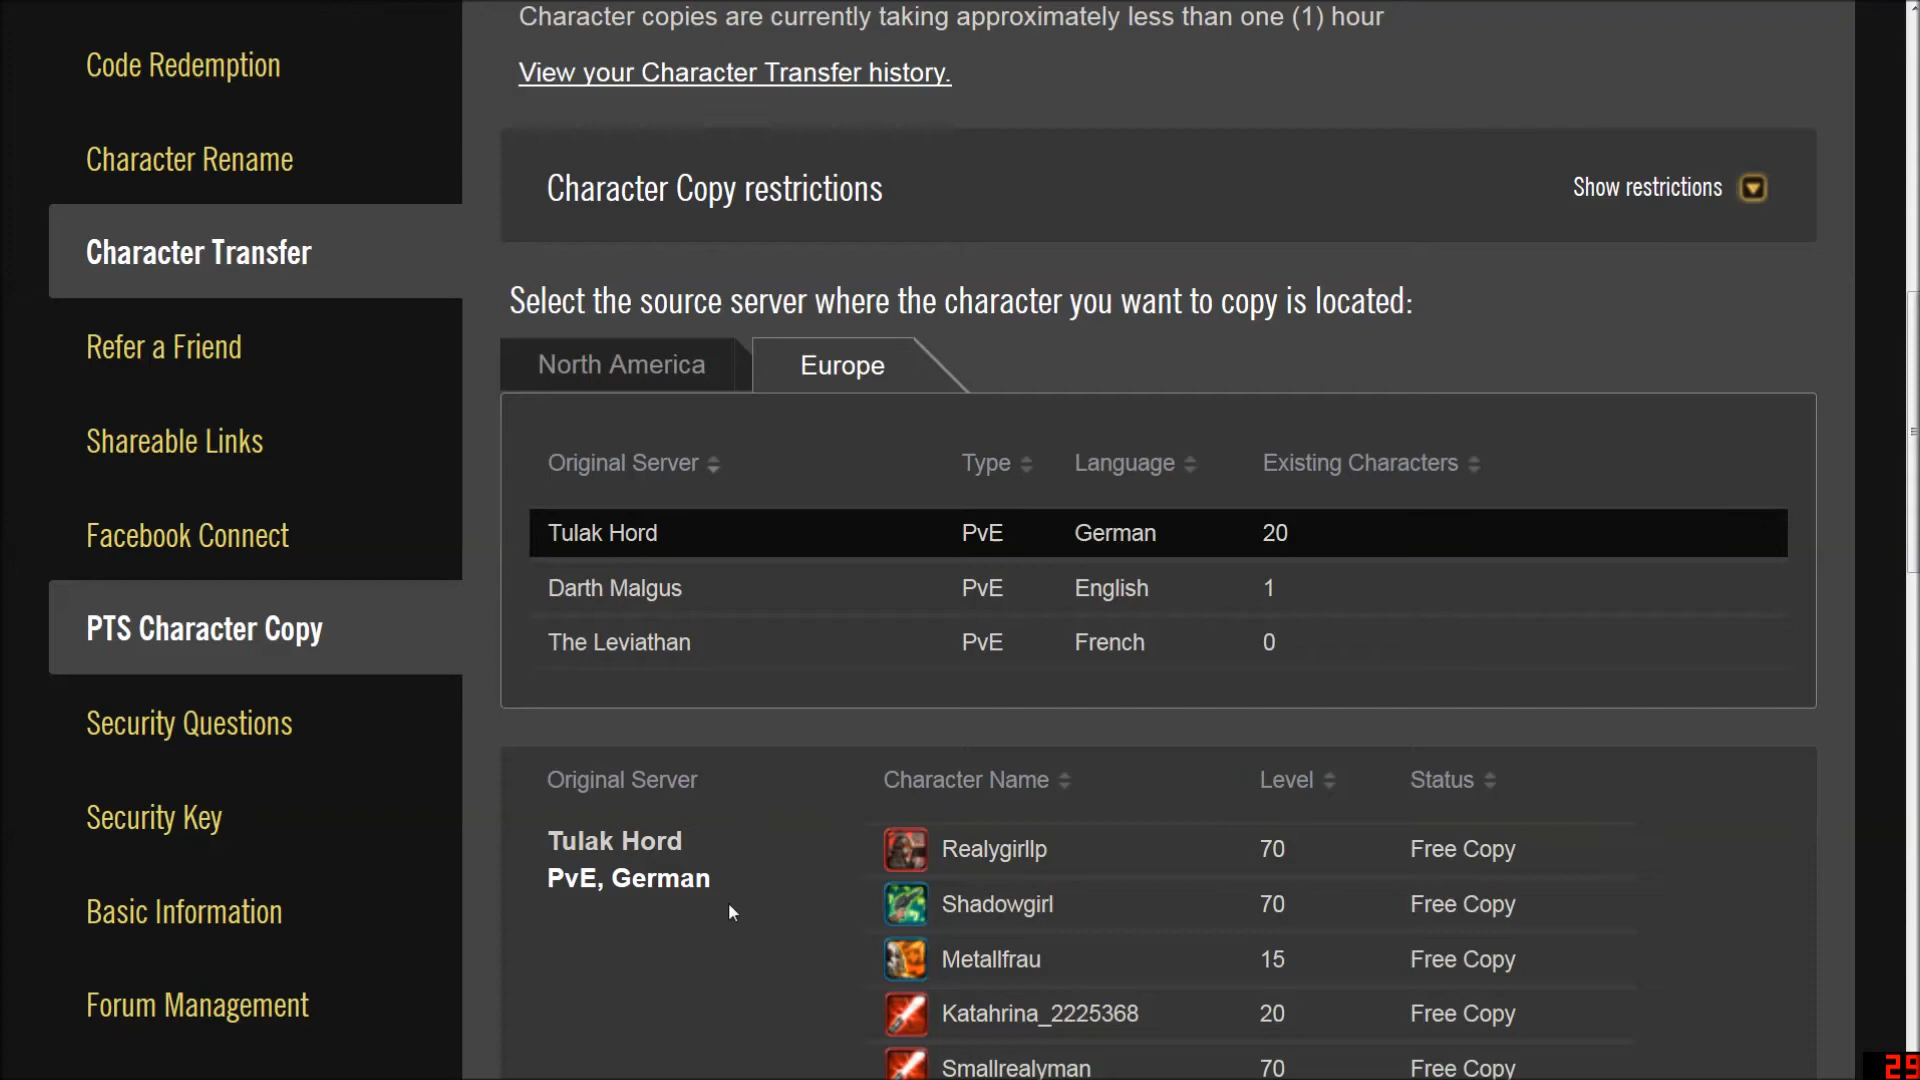 Code Redemption
Character Rename
Character Transfer
Refer a Friend
Shareable Links
Facebook Connect
PTS Character Copy
Security Questions
Security Key
Basic Information
Forum Management
Character copies are currently taking approximately less than one (1) hour
View your Character Transfer history.
Character Copy restrictions Show restrictions
Select the source server where the character you want to copy is located:
North America Europe
Original Server Type Language Existing Characters
Tulak Hord PvE German 20
Darth Malgus PvE English 1
The Leviathan PvE French 0
Original Server Character Name Level Status
Tulak Hord
PvE, German
Realygirllp 70 Free Copy
Shadowgirl 70 Free Copy
Metallfrau 15 Free Copy
Katahrina_2225368 20 Free Copy
Smallrealyman 70 Free Copy
29